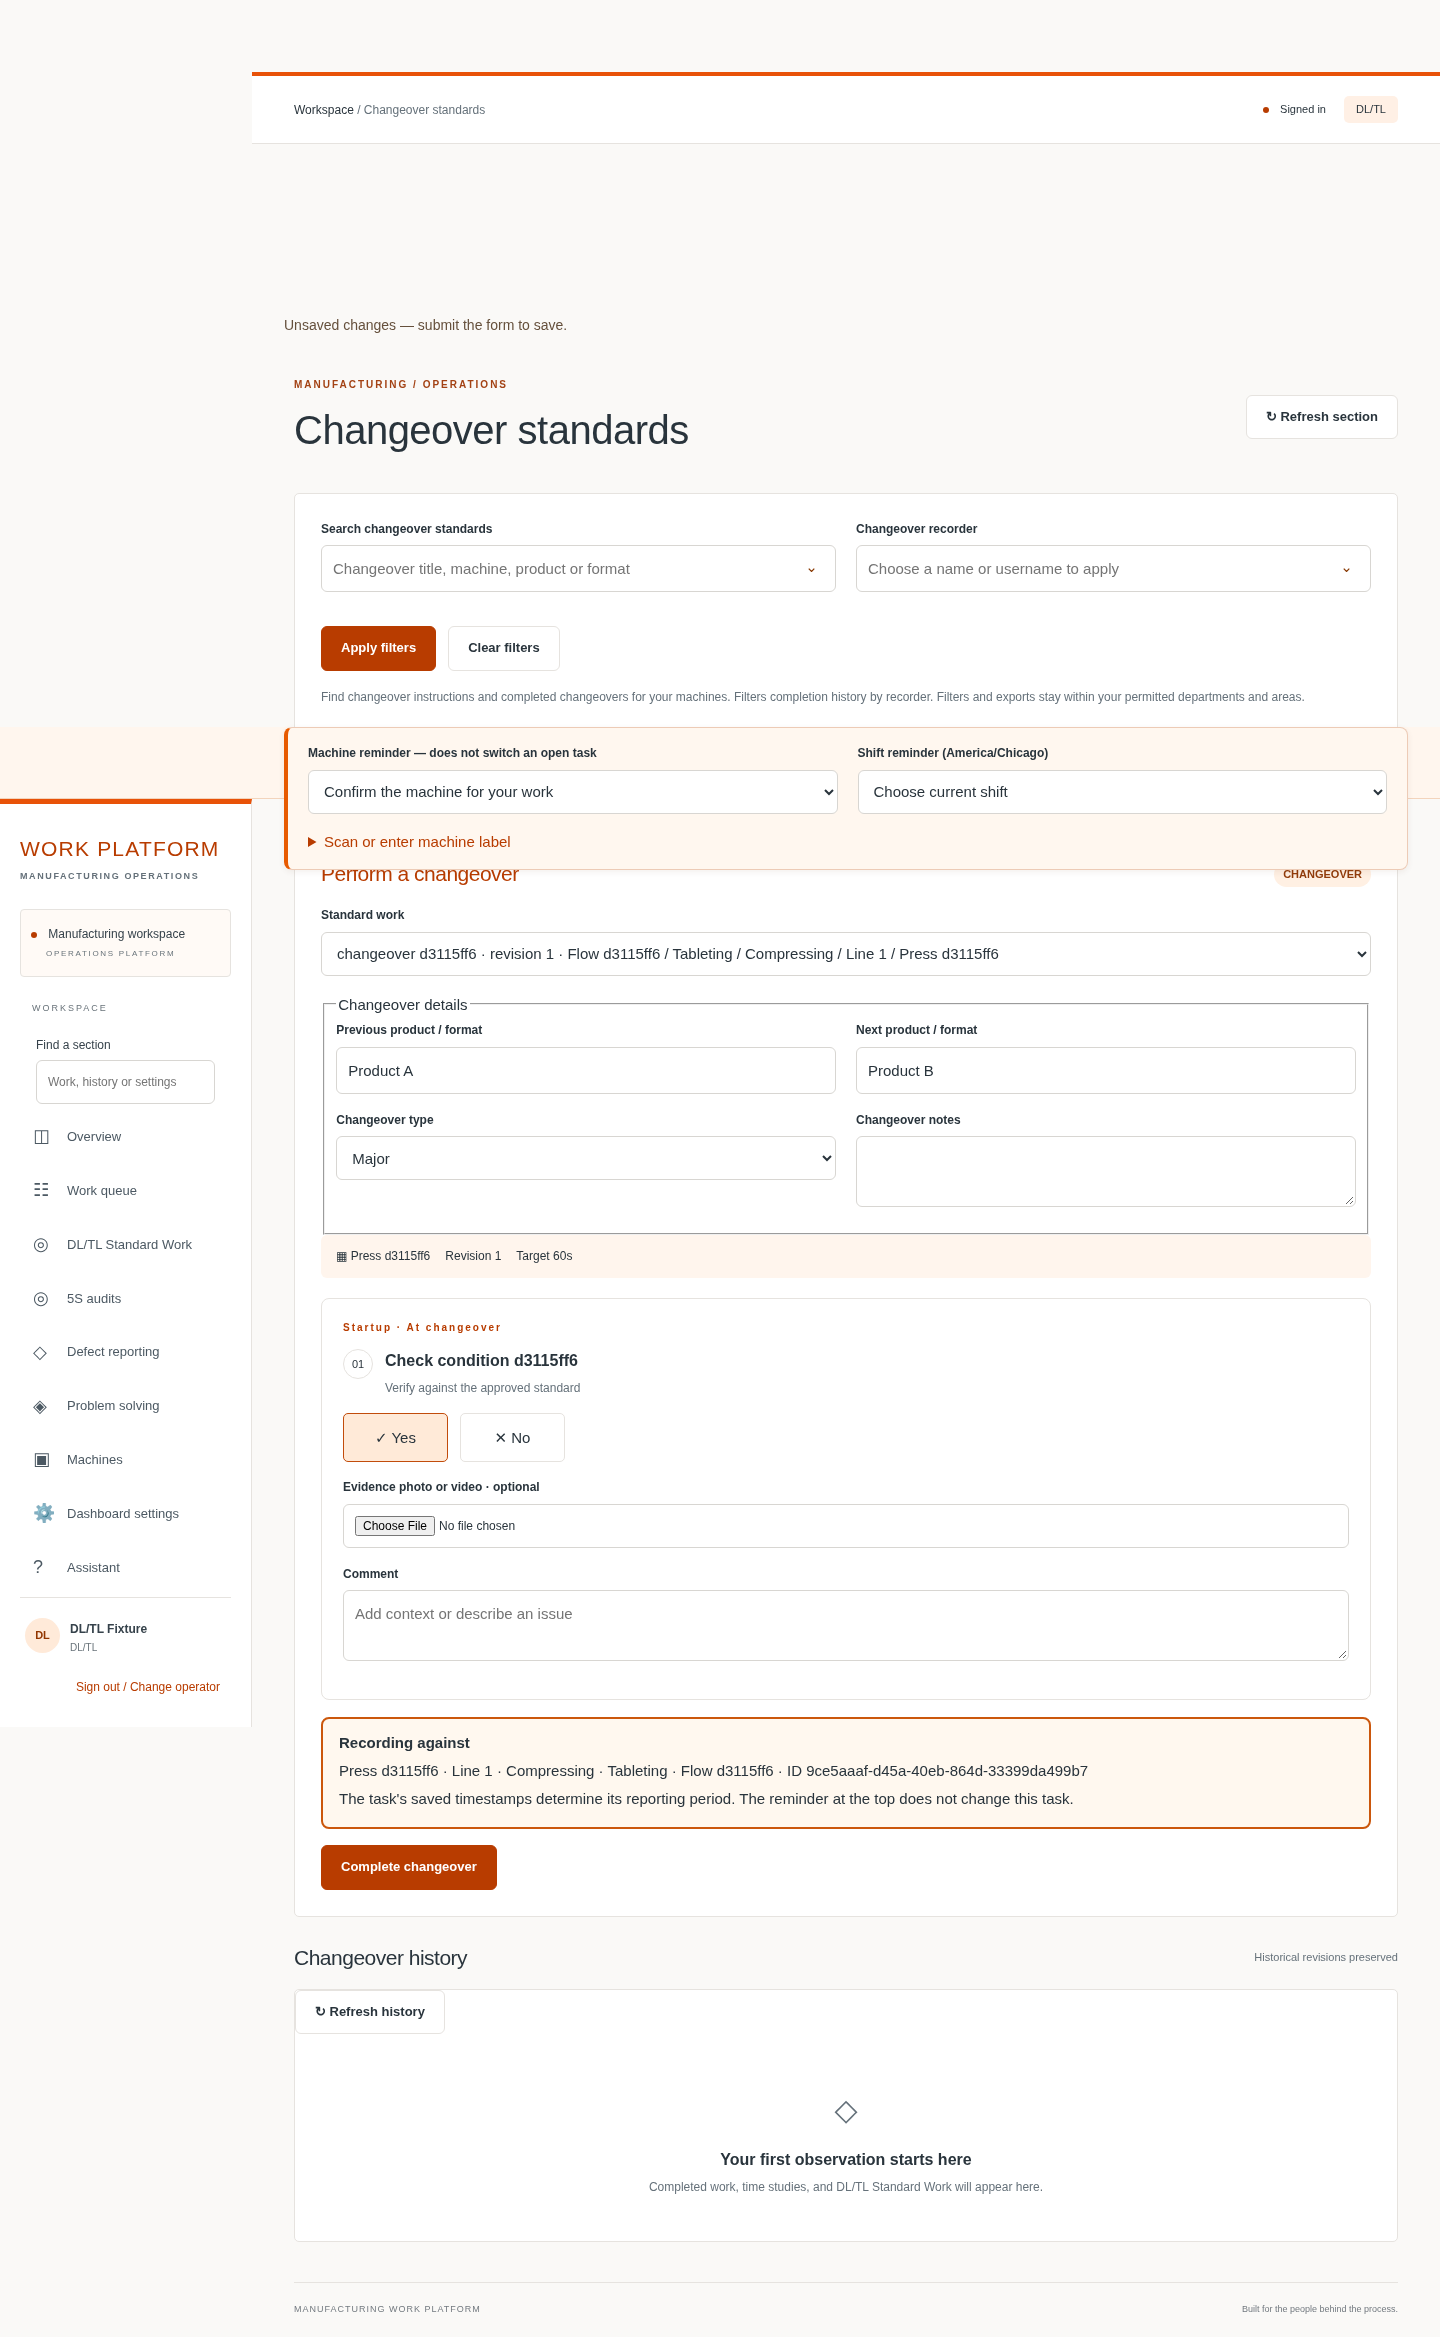 Workspace / Changeover standards
Signed in
DL/TL
Unsaved changes — submit the form to save.
MANUFACTURING / OPERATIONS
Changeover standards
↻ Refresh section
Search changeover standards
Changeover title, machine, product or format
Changeover recorder
Choose a name or username to apply
Apply filters
Clear filters
Find changeover instructions and completed changeovers for your machines. Filters completion history by recorder. Filters and exports stay within your permitted departments and areas.
Machine reminder — does not switch an open task
Confirm the machine for your work
Shift reminder (America/Chicago)
Choose current shift
Scan or enter machine label
WORK PLATFORM
MANUFACTURING OPERATIONS
Manufacturing workspace
OPERATIONS PLATFORM
WORKSPACE
Find a section
Work, history or settings
Overview
Work queue
DL/TL Standard Work
5S audits
Defect reporting
Problem solving
Machines
Dashboard settings
? Assistant
DL
DL/TL Fixture
DL/TL
Sign out / Change operator
Perform a changeover
CHANGEOVER
Standard work
changeover d3115ff6 · revision 1 · Flow d3115ff6 / Tableting / Compressing / Line 1 / Press d3115ff6
Changeover details
Previous product / format
Product A
Next product / format
Product B
Changeover type
Major
Changeover notes
▦ Press d3115ff6 Revision 1 Target 60s
Startup · At changeover
01
Check condition d3115ff6
Verify against the approved standard
✓ Yes
✕ No
Evidence photo or video · optional
Choose File No file chosen
Comment
Add context or describe an issue
Recording against
Press d3115ff6 · Line 1 · Compressing · Tableting · Flow d3115ff6 · ID 9ce5aaaf-d45a-40eb-864d-33399da499b7
The task's saved timestamps determine its reporting period. The reminder at the top does not change this task.
Complete changeover
Changeover history
Historical revisions preserved
↻ Refresh history
Your first observation starts here
Completed work, time studies, and DL/TL Standard Work will appear here.
MANUFACTURING WORK PLATFORM
Built for the people behind the process.